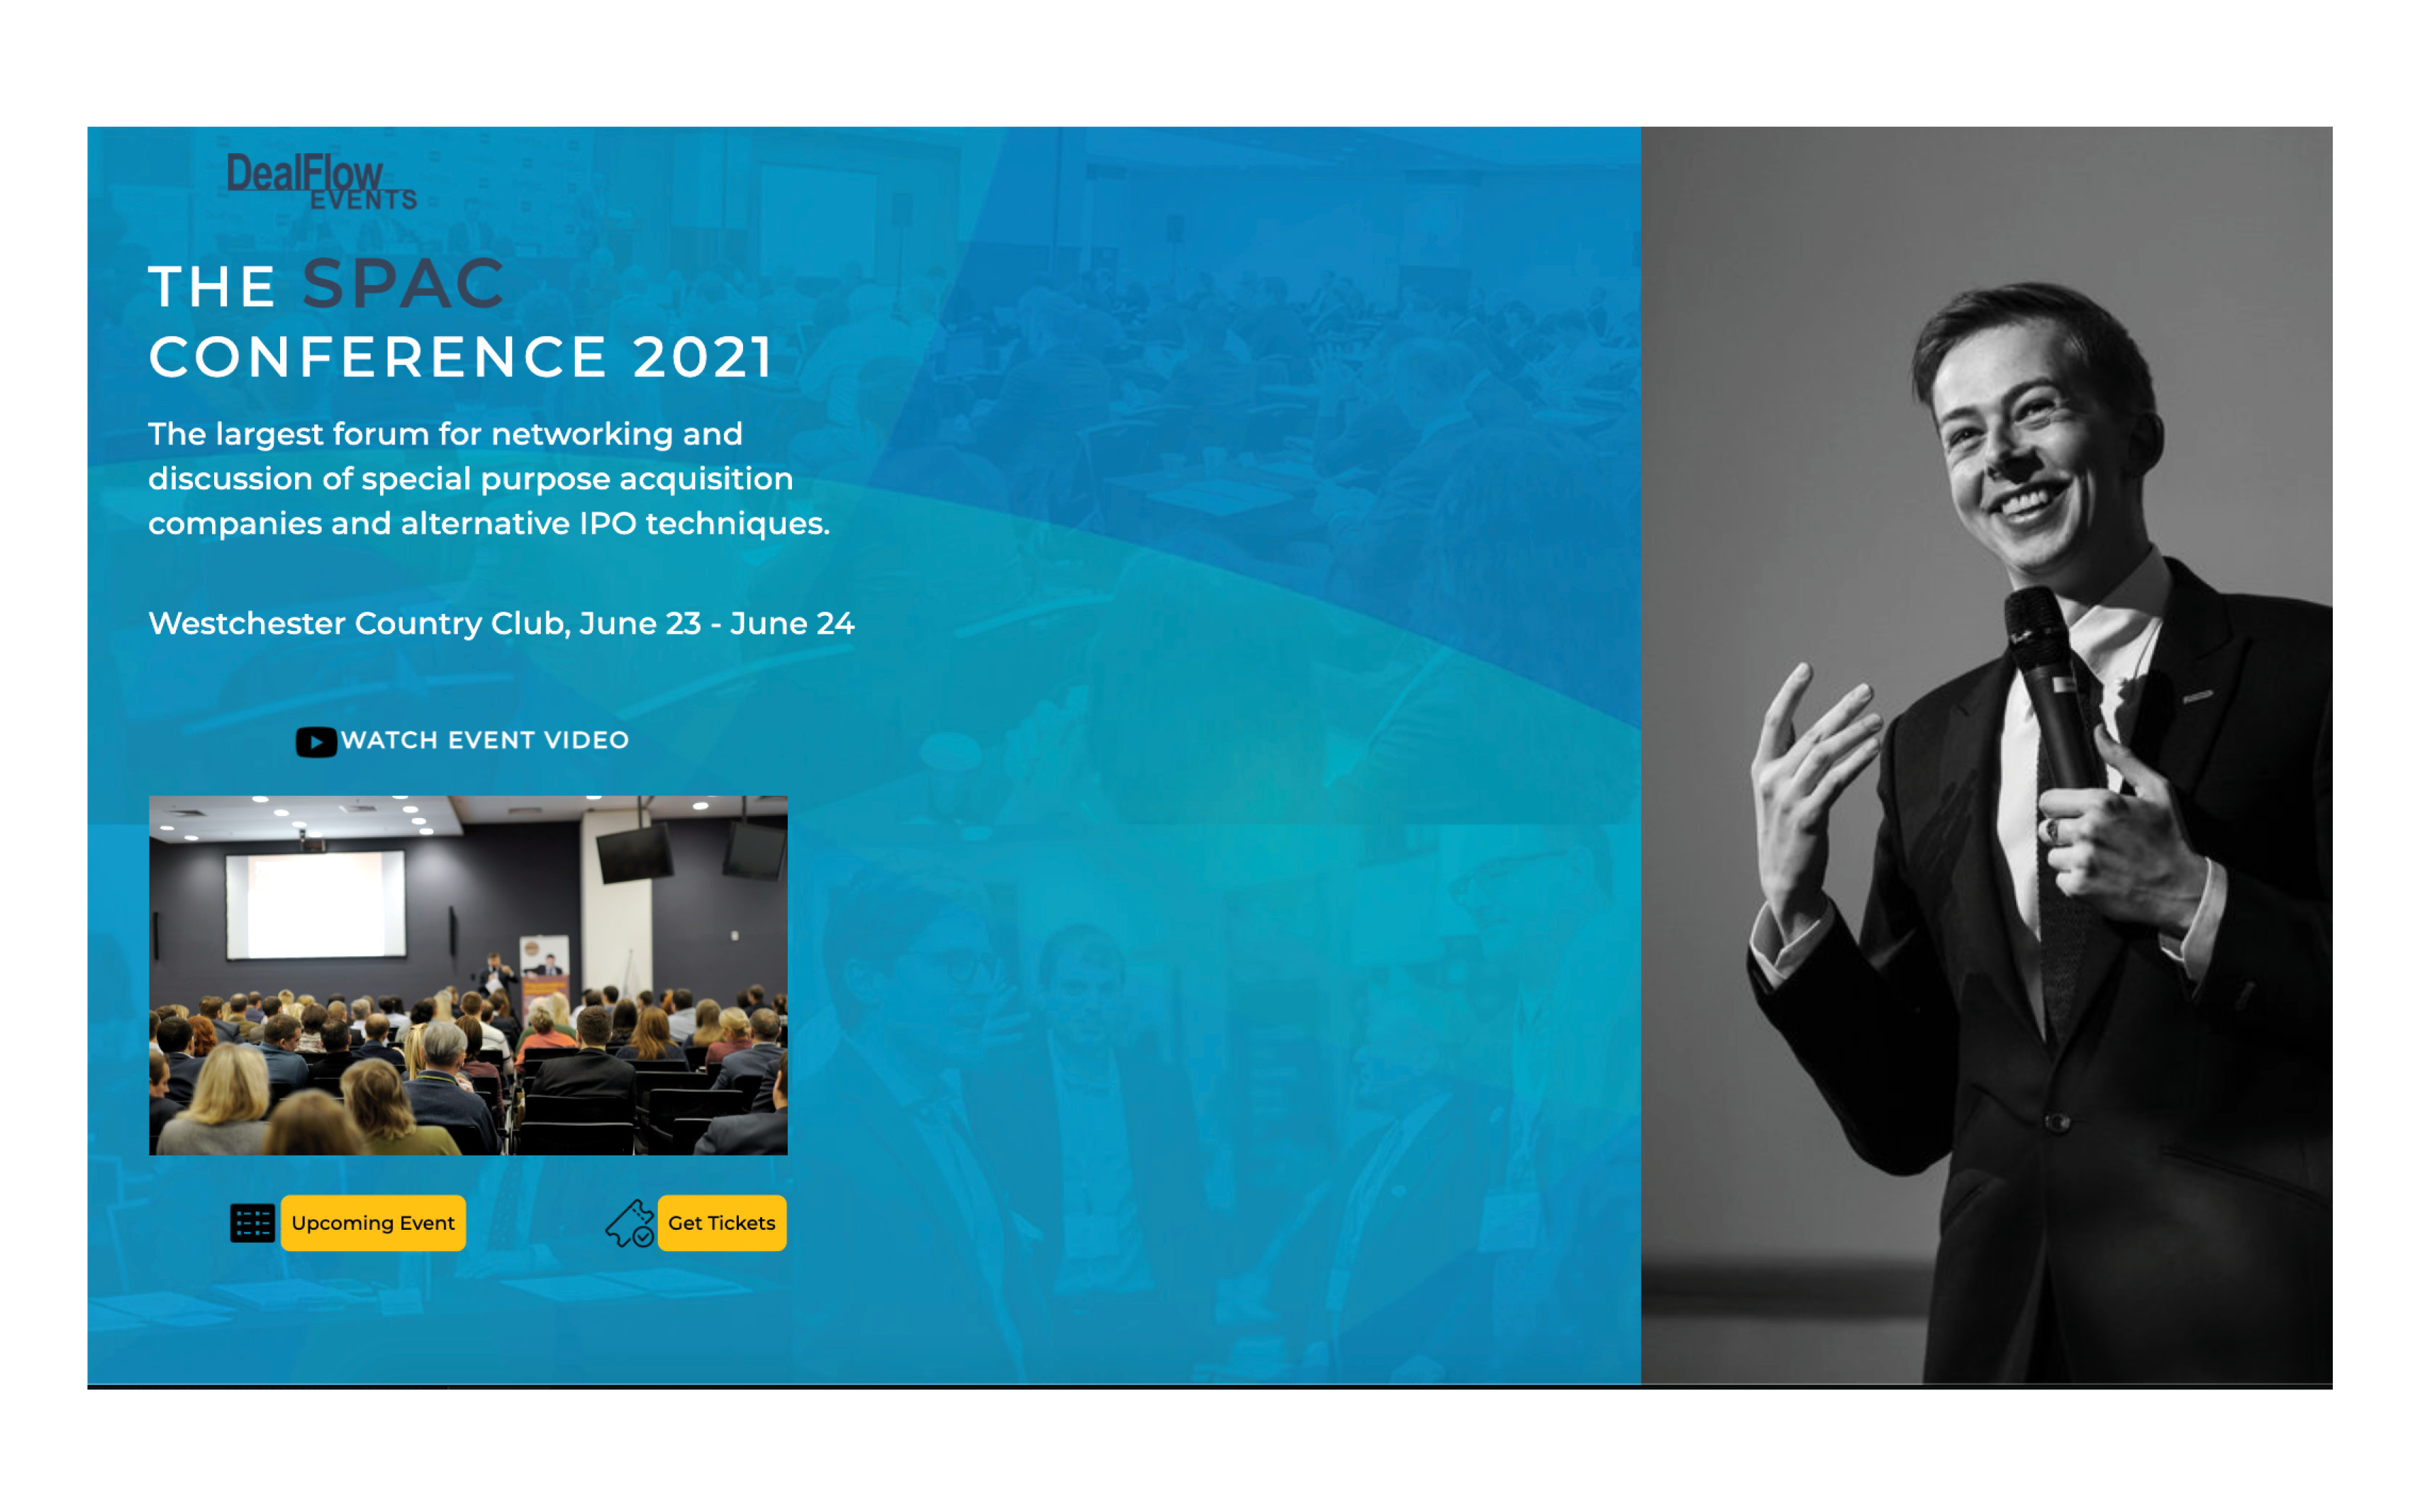 DealFlow
EVENTS
THE SPAC
CONFERENCE 2021
The largest forum for networking and
discussion of special purpose acquisition
companies and alternative IPO techniques.
Westchester Country Club, June 23 - June 24
WATCH EVENT VIDEO
Upcoming Event
Get Tickets